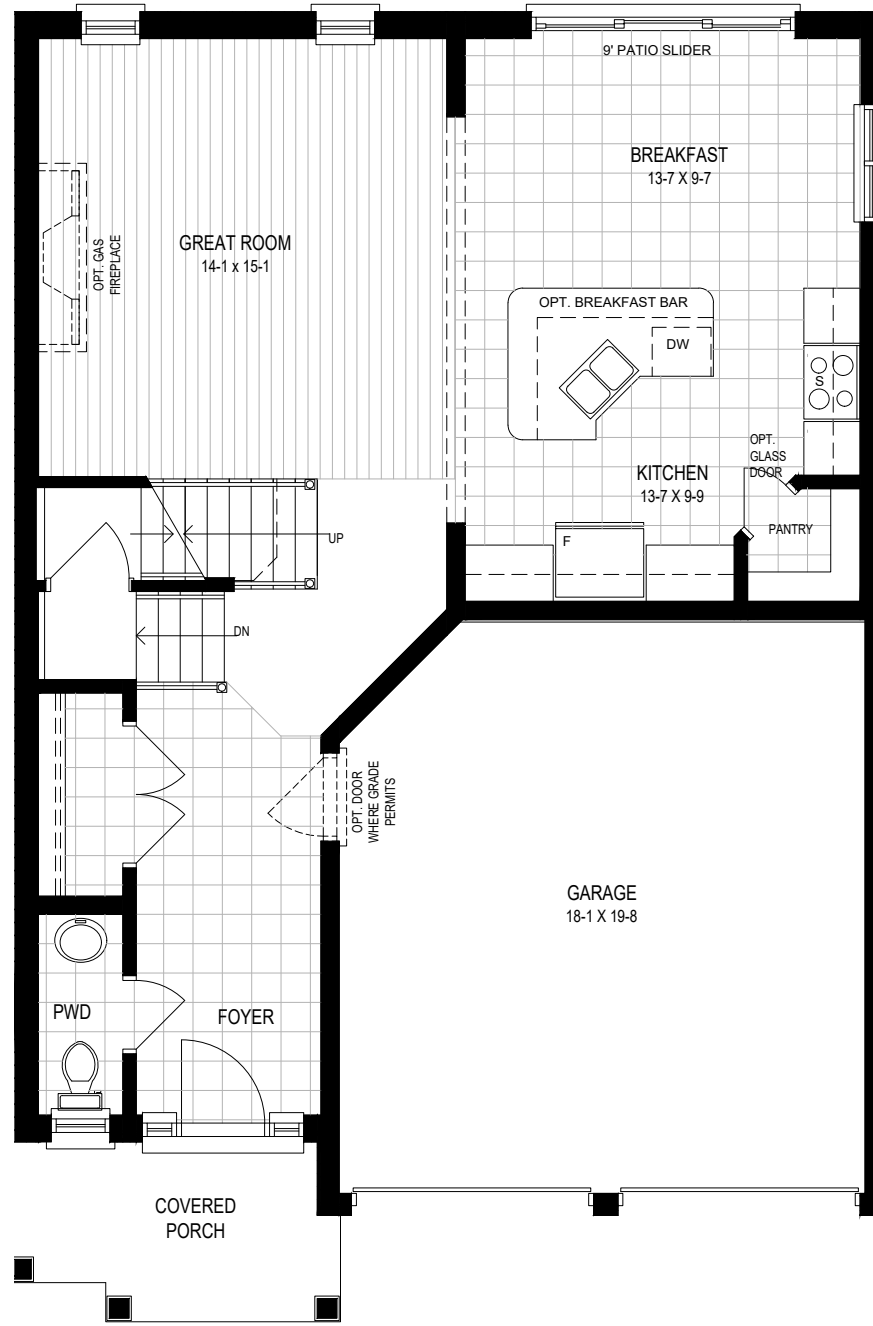 9' PATIO SLIDER
BREAKFAST
13-7 X 9-7
GREAT ROOM
14-1 x 15-1
OPT. GAS
FIREPLACE
OPT. BREAKFAST BAR
DW
S
OPT.
GLASS
DOOR
KITCHEN
13-7 X 9-9
PANTRY
F
UP
DN
OPT. DOOR
WHERE GRADE
PERMITS
GARAGE
18-1 X 19-8
PWD
FOYER
COVERED
PORCH